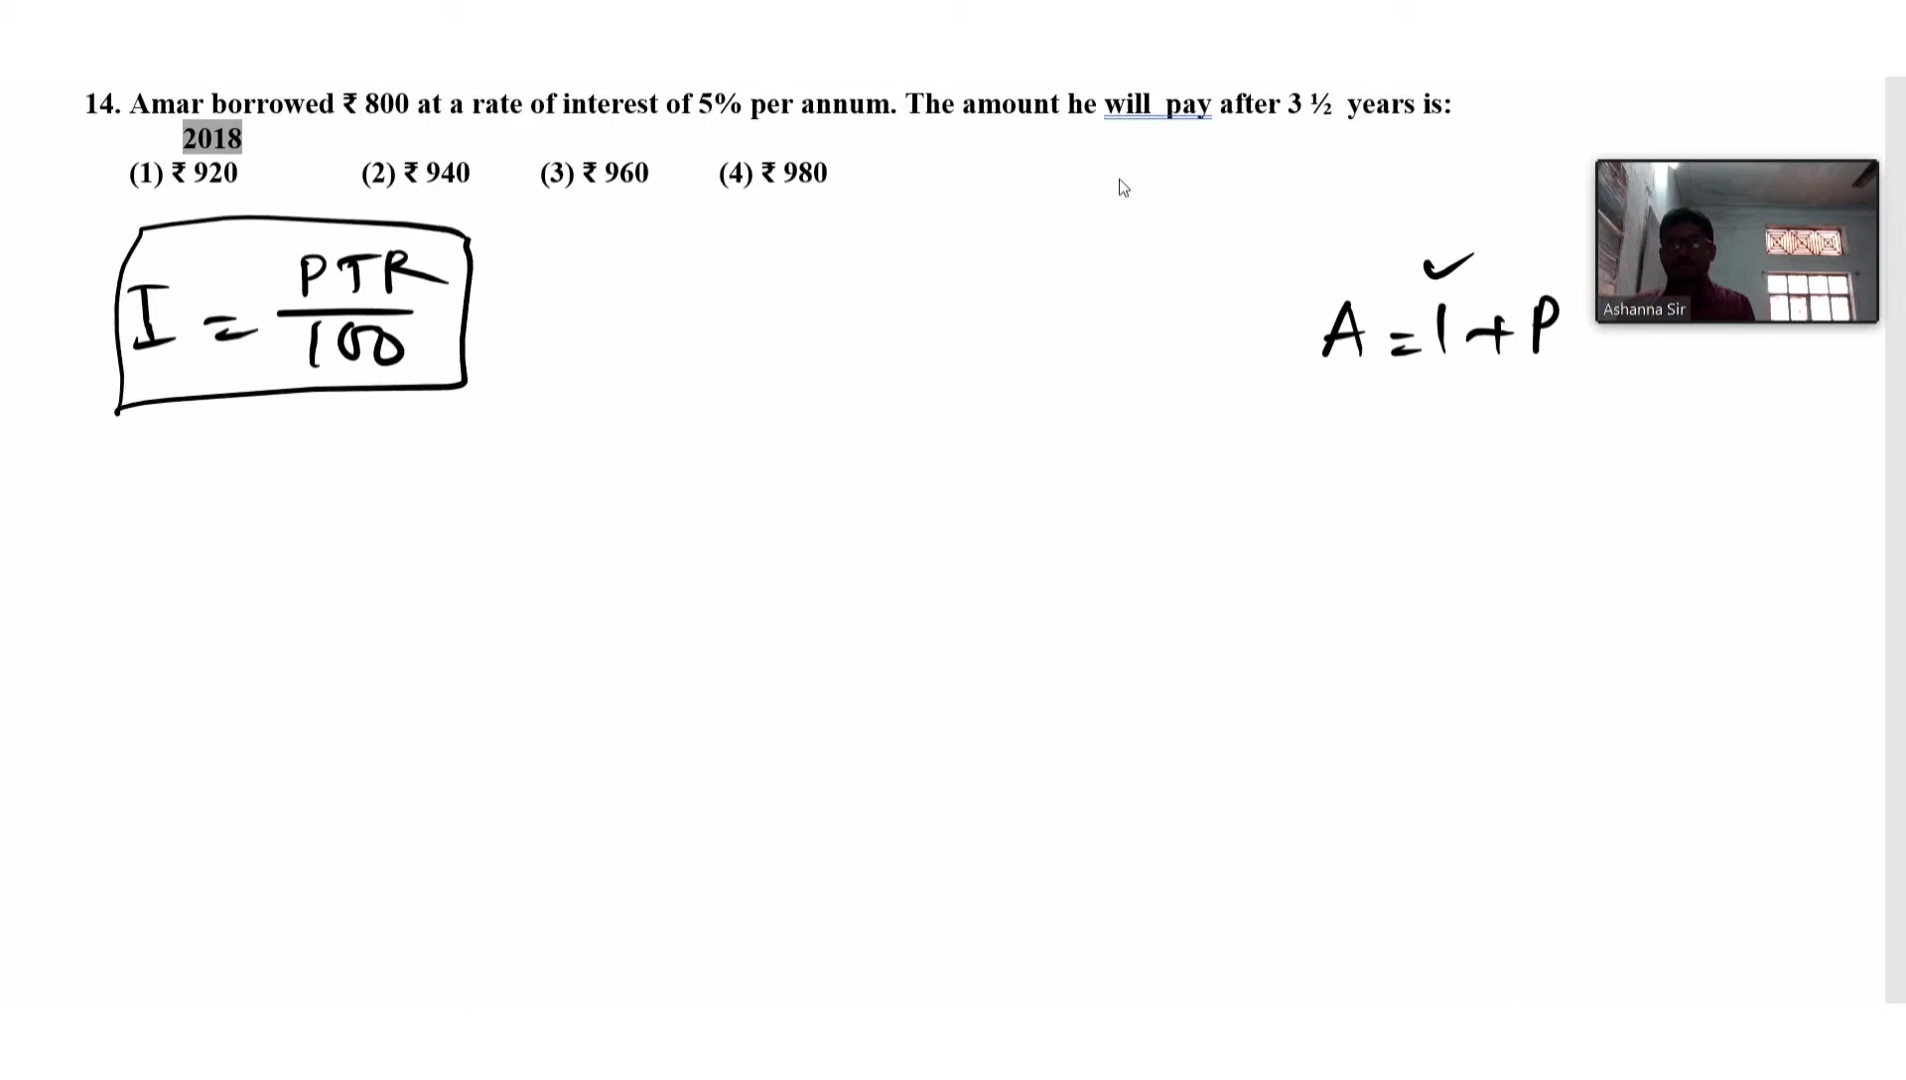 14. Amar borrowed ₹ 800 at a rate of interest of 5% per annum. The amount he will pay after 3 ½ years is:
2018
(1) ₹ 920 (2) ₹ 940 (3) ₹ 960 (4) ₹ 980
I = PTR
100
A = I + P
Ashanna Sir